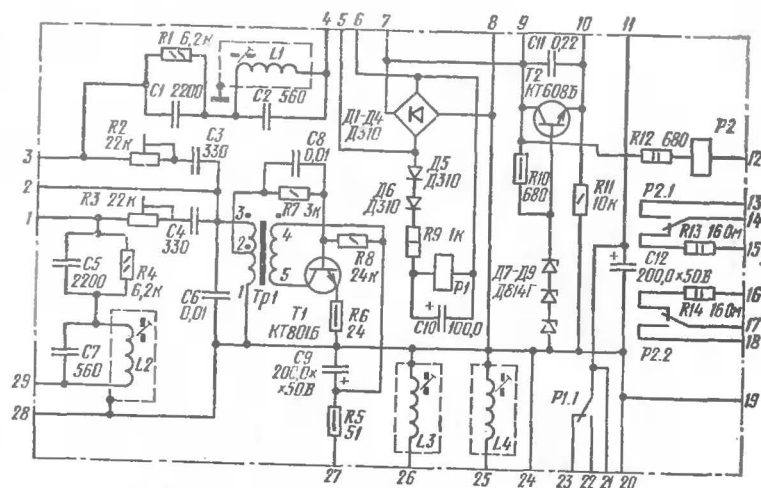 4 5 6 7 8 9 10 11
R1 6,2к
L1
C1 2200
C2 560
C11 0,22
T2
КТ608Б
Д1-Д4
Д310
R2
22к
C3
330
C8
0,01
R12 680
P2
3
12
2
R3 22к
R7 3к
Д5
Д310
Д6
Д310
R10
680
R11
10к
P2.1
13
14
1
C4
330
3
2
1
Тр1
4
5
R8
24к
R9 1к
R13 16 Ом
15
C5
2200
R4
6,2к
C6
0,01
Т1
КТ801Б
R6
24
P1
C10 100,0
Д7-Д9
Д814Г
C12
200,0×50В
16
R14 16 Ом
17
18
P2.2
C7
560
L2
C9
200,0×
×50В
P1.1
29
28
R5
51
L3
L4
19
27 26 25 24 23 22 21 20